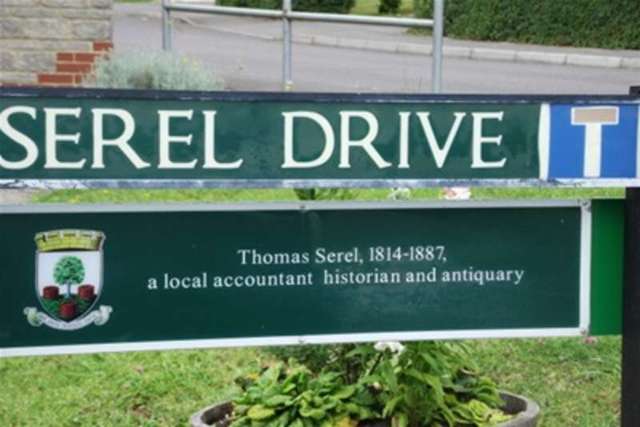 SEREL DRIVE
Thomas Serel, 1814-1887,
a local accountant historian and antiquary